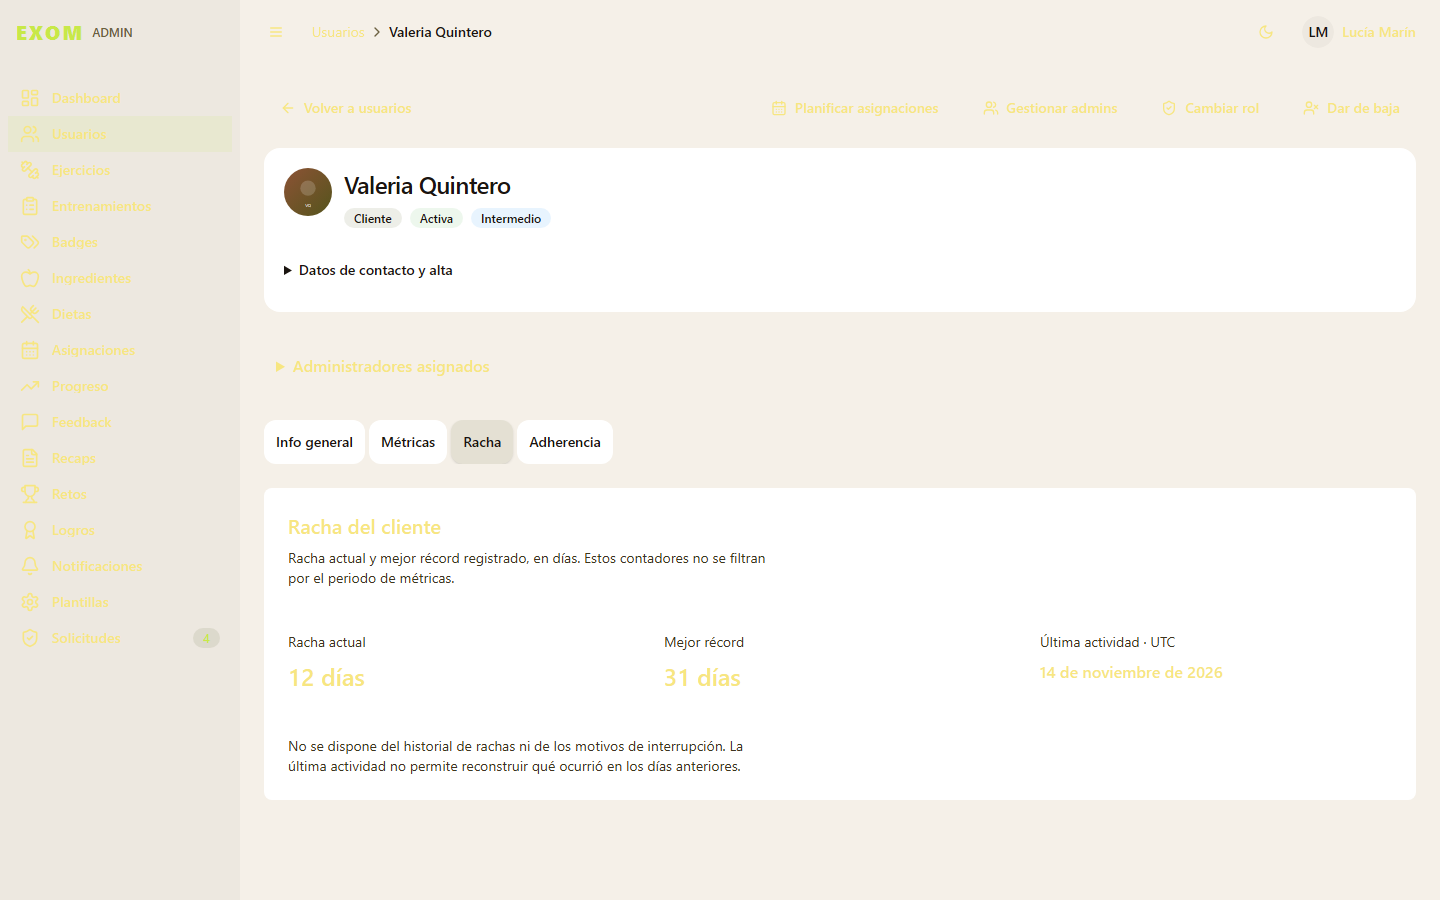 EXOM ADMIN
Usuarios > Valeria Quintero
LM Lucía Marín
Dashboard
Usuarios
Ejercicios
Entrenamientos
Badges
Ingredientes
Dietas
Asignaciones
Progreso
Feedback
Recaps
Retos
Logros
Notificaciones
Plantillas
Solicitudes 4
Volver a usuarios
Planificar asignaciones
Gestionar admins
Cambiar rol
Dar de baja
VQ
Valeria Quintero
Cliente Activa Intermedio
Datos de contacto y alta
Administradores asignados
Info general Métricas Racha Adherencia
Racha del cliente
Racha actual y mejor récord registrado, en días. Estos contadores no se filtran
por el periodo de métricas.
Racha actual
12 días
Mejor récord
31 días
Última actividad · UTC
14 de noviembre de 2026
No se dispone del historial de rachas ni de los motivos de interrupción. La
última actividad no permite reconstruir qué ocurrió en los días anteriores.